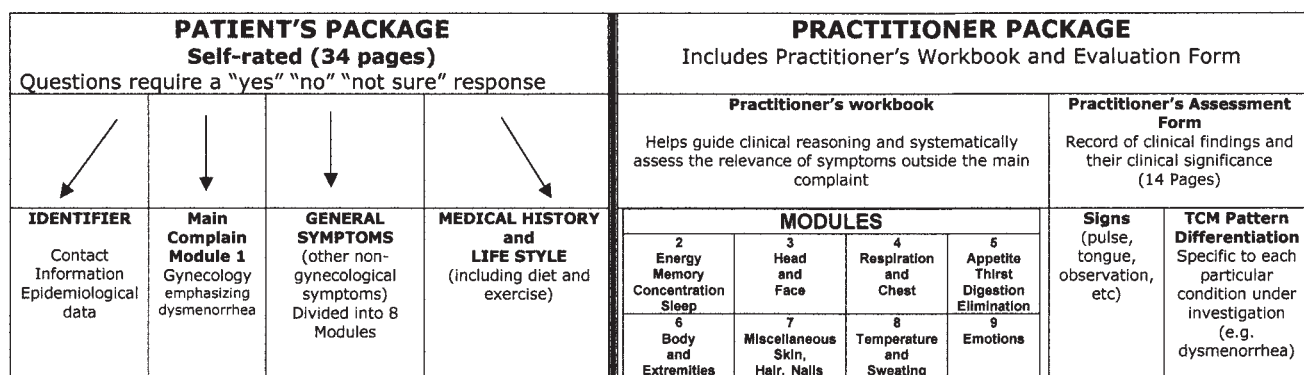 PATIENT'S PACKAGE
Self-rated (34 pages)
Questions require a "yes" "no" "not sure" response
IDENTIFIER
Contact
Information
Epidemiological
data
Main
Complain
Module 1
Gynecology
emphasizing
dysmenorrhea
GENERAL
SYMPTOMS
(other non-
gynecological
symptoms)
Divided into 8
Modules
MEDICAL HISTORY
and
LIFE STYLE
(including diet and
exercise)
PRACTITIONER PACKAGE
Includes Practitioner's Workbook and Evaluation Form
Practitioner's workbook
Helps guide clinical reasoning and systematically
assess the relevance of symptoms outside the main
complaint
Practitioner's Assessment
Form
Record of clinical findings and
their clinical significance
(14 Pages)
MODULES
2
Energy
Memory
Concentration
Sleep
3
Head
and
Face
4
Respiration
and
Chest
5
Appetite
Thirst
Digestion
Elimination
6
Body
and
Extremities
7
Miscellaneous
Skin,
Hair, Nails
8
Temperature
and
Sweating
9
Emotions
Signs
(pulse,
tongue,
observation,
etc)
TCM Pattern
Differentiation
Specific to each
particular
condition under
investigation
(e.g.
dysmenorrhea)